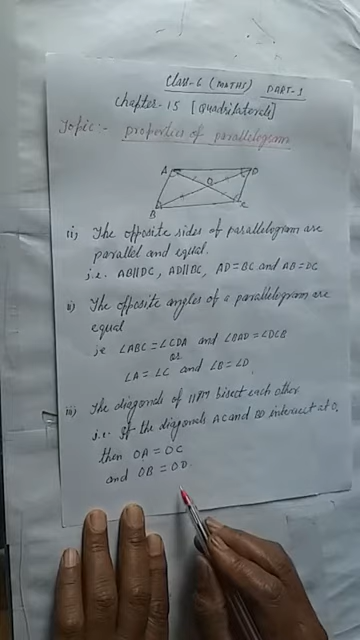 Class-6 (MATHS) PART-1
Chapter-15 [Quadrilaterals]
Topic:- properties of parallelogram
A D
O
B C
(i) The opposite sides of parallelogram are
parallel and equal.
i.e. AB||DC, AD||BC, AD=BC and AB=DC
ii) The opposite angles of a parallelogram are
equal
ie ∠ABC=∠CDA and ∠BAD=∠DCB
or
∠A=∠C and ∠B=∠D.
iii) The diagonals of ||gm bisect each other
i.e. If the diagonals AC and BD intersect at O,
then OA=OC
and OB=OD.